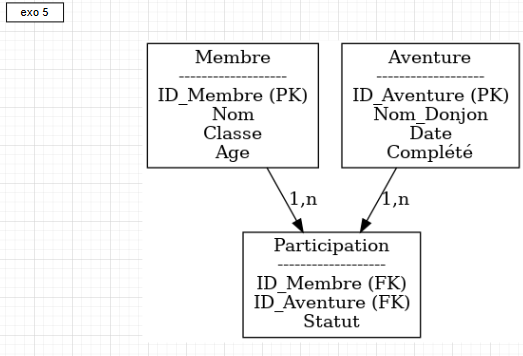 exo 5
Membre
-------------------
ID_Membre (PK)
Nom
Classe
Age
Aventure
-------------------
ID_Aventure (PK)
Nom_Donjon
Date
Complété
1,n
1,n
Participation
-------------------
ID_Membre (FK)
ID_Aventure (FK)
Statut